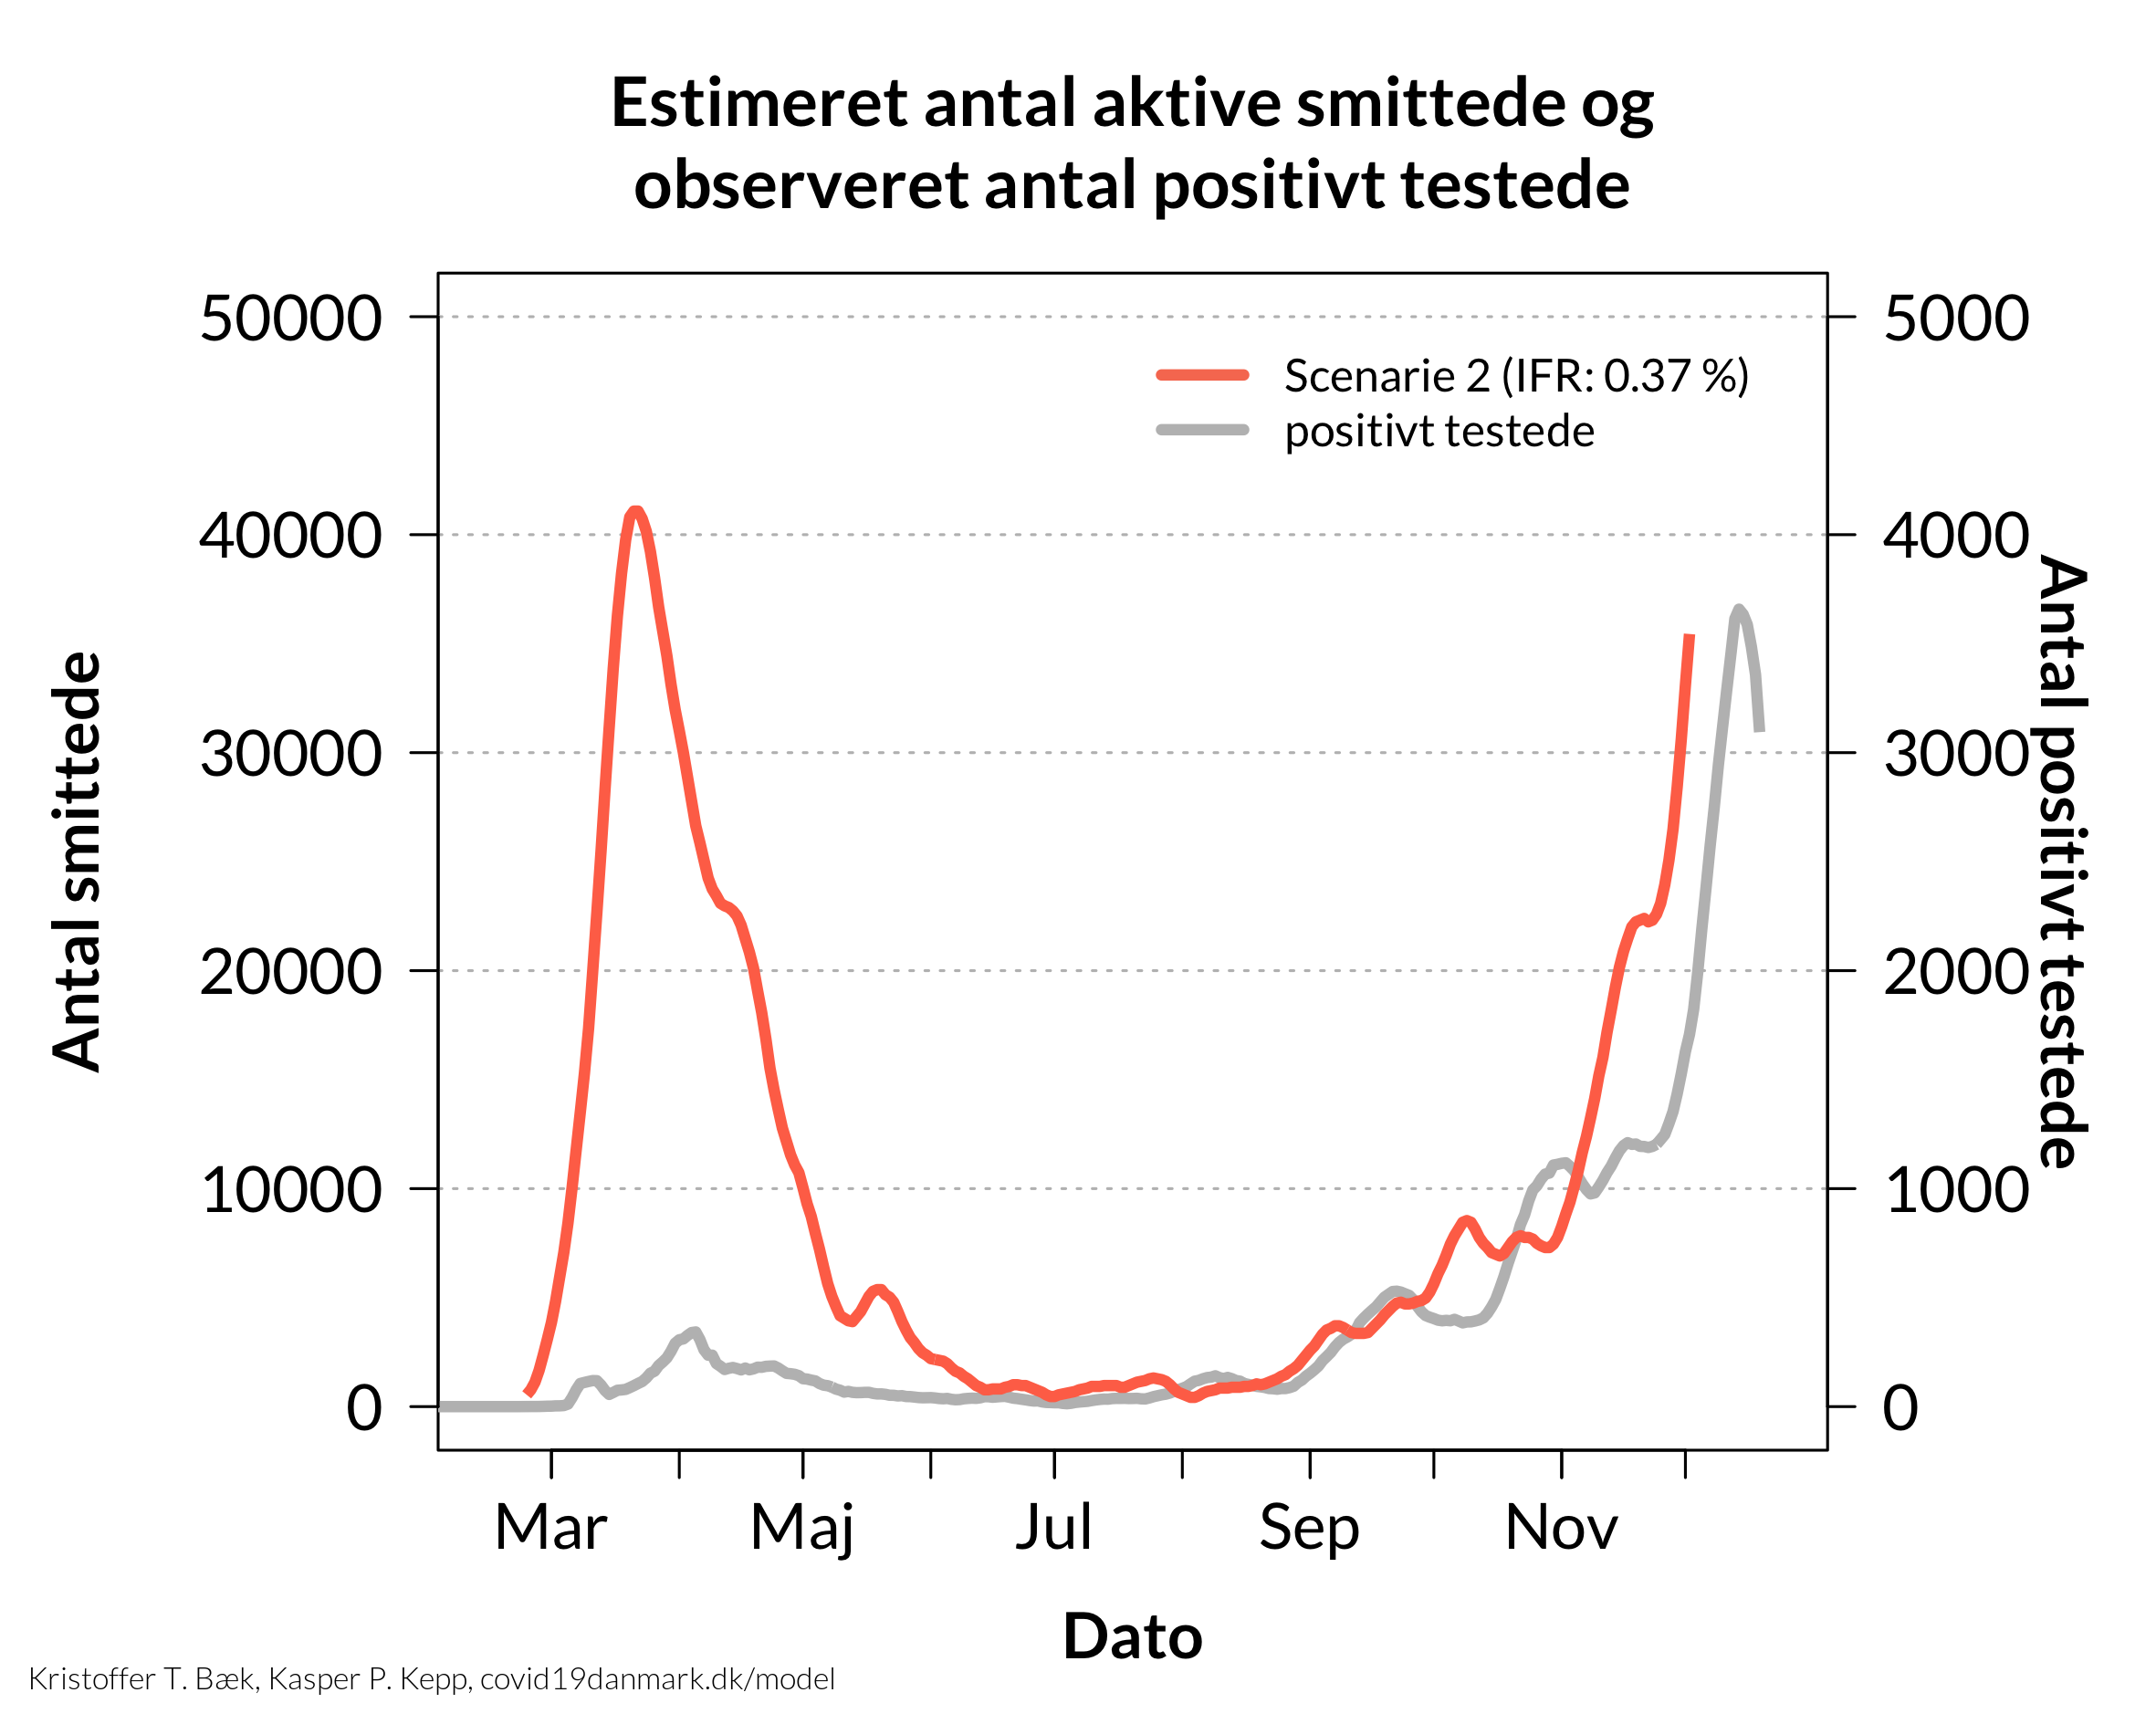 Estimeret antal aktive smittede og
observeret antal positivt testede
50000
40000
30000
20000
10000
0
Antal smittede
Scenarie 2 (IFR: 0.37 %)
positivt testede
5000
4000
3000
2000
1000
0
Antal positivt testede
Mar Maj Jul Sep Nov
Dato
Kristoffer T. Bæk, Kasper P. Kepp, covid19danmark.dk/model